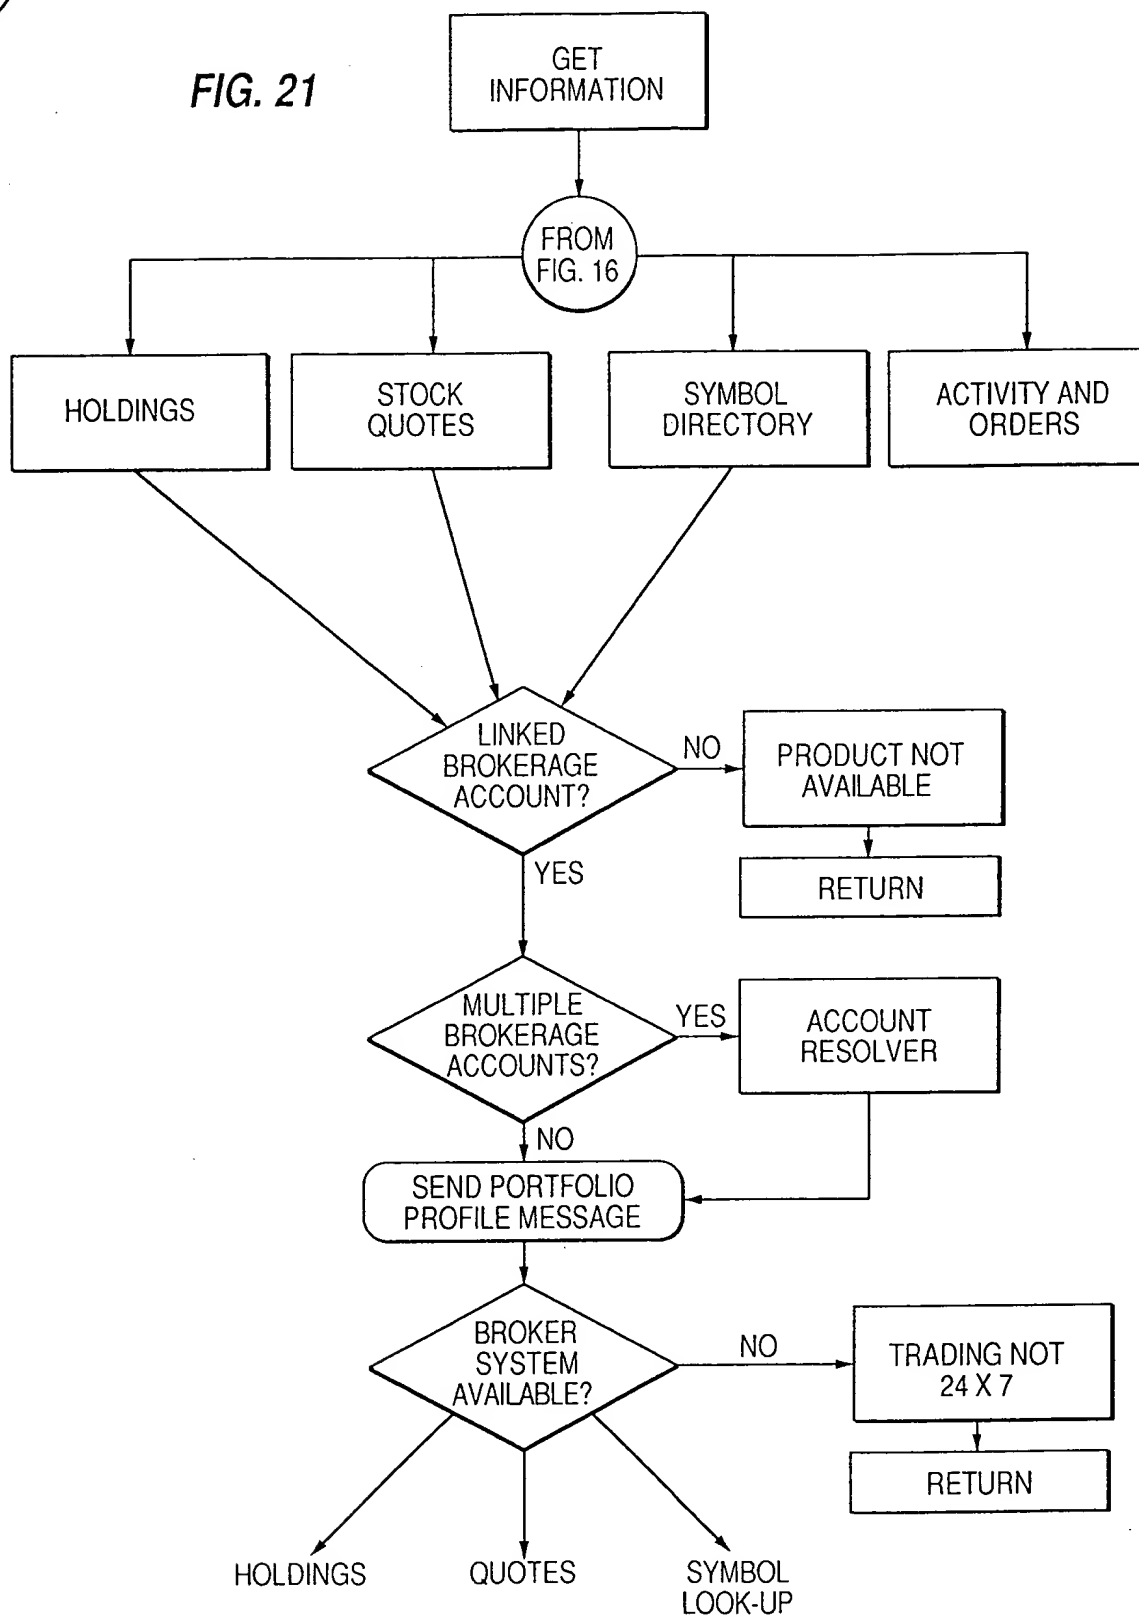 FIG. 21
GET
INFORMATION
FROM
FIG. 16
HOLDINGS
STOCK
QUOTES
SYMBOL
DIRECTORY
ACTIVITY AND
ORDERS
LINKED
BROKERAGE
ACCOUNT?
NO
PRODUCT NOT
AVAILABLE
RETURN
YES
MULTIPLE
BROKERAGE
ACCOUNTS?
YES
ACCOUNT
RESOLVER
NO
SEND PORTFOLIO
PROFILE MESSAGE
BROKER
SYSTEM
AVAILABLE?
NO
TRADING NOT
24 X 7
RETURN
HOLDINGS
QUOTES
SYMBOL
LOOK-UP